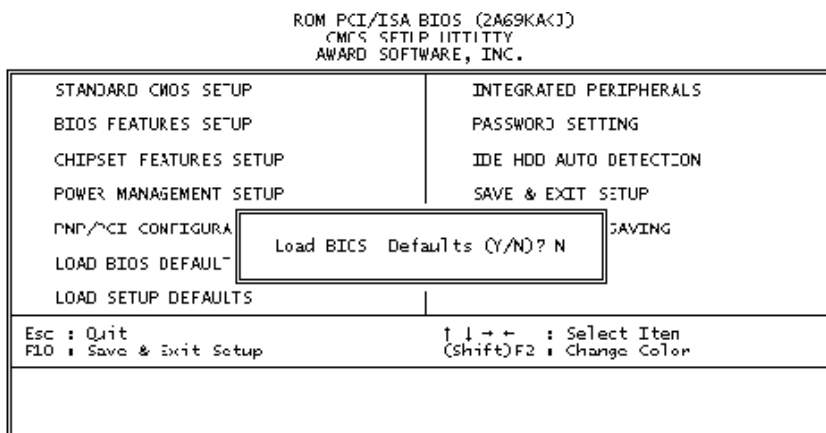 ROM PCI/ISA BIOS (2A69KAKJ)
CMOS SETUP UTILITY
AWARD SOFTWARE, INC.
STANDARD CMOS SETUP
INTEGRATED PERIPHERALS
BIOS FEATURES SETUP
PASSWORD SETTING
CHIPSET FEATURES SETUP
IDE HDD AUTO DETECTION
POWER MANAGEMENT SETUP
SAVE & EXIT SETUP
PNP/PCI CONFIGURA
SAVING
Load BIOS Defaults (Y/N)? N
LOAD BIOS DEFAULT
LOAD SETUP DEFAULTS
Esc : Quit
↑ ↓ → ← : Select Item
F10 : Save & Exit Setup
(Shift)F2 : Change Color